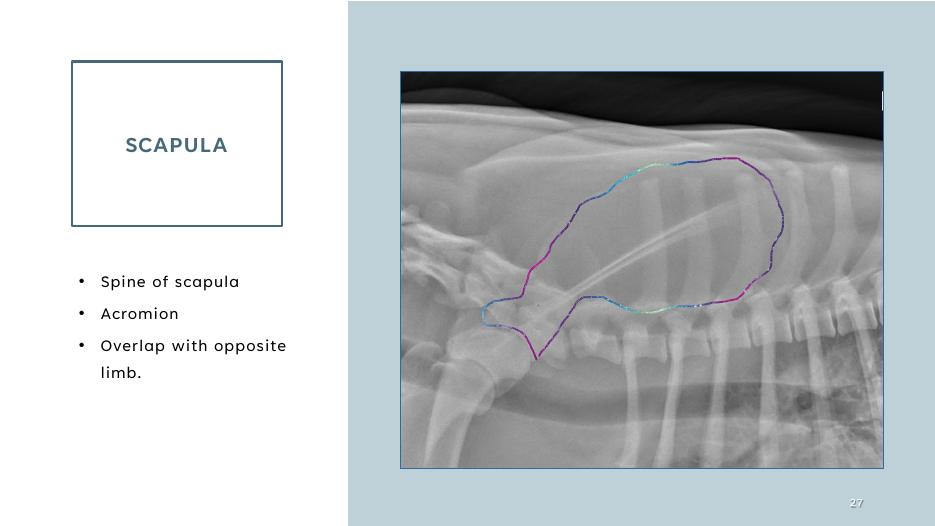 SCAPULA
• Spine of scapula
• Acromion
• Overlap with opposite
limb.
27